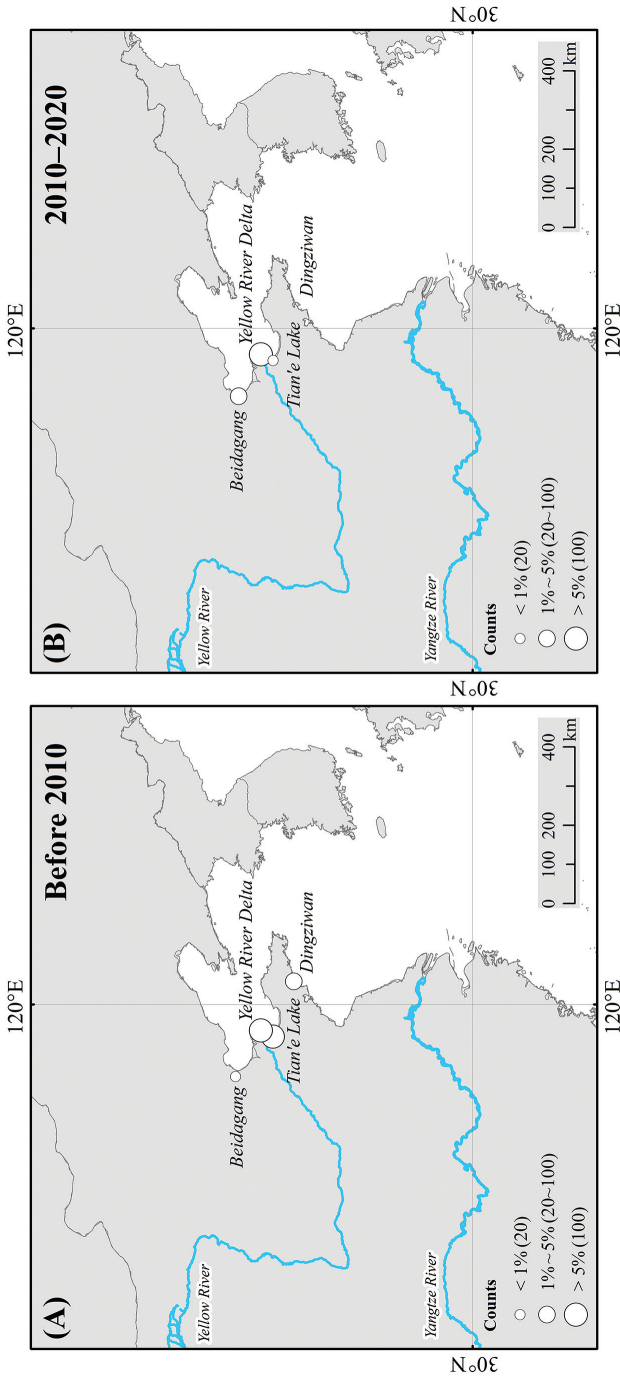 120°E
(A)
Before 2010
Beidagang
Yellow River Delta
Tian'e Lake
Dingziwan
Yellow River
Yangtze River
Counts
< 1% (20)
1%~5% (20~100)
> 5% (100)
0 100 200 400
km
30°N
30°N
120°E
120°E
(B)
2010–2020
Beidagang
Yellow River Delta
Tian'e Lake
Dingziwan
Yellow River
Yangtze River
Counts
< 1% (20)
1%~5% (20~100)
> 5% (100)
0 100 200 400
km
30°N
120°E